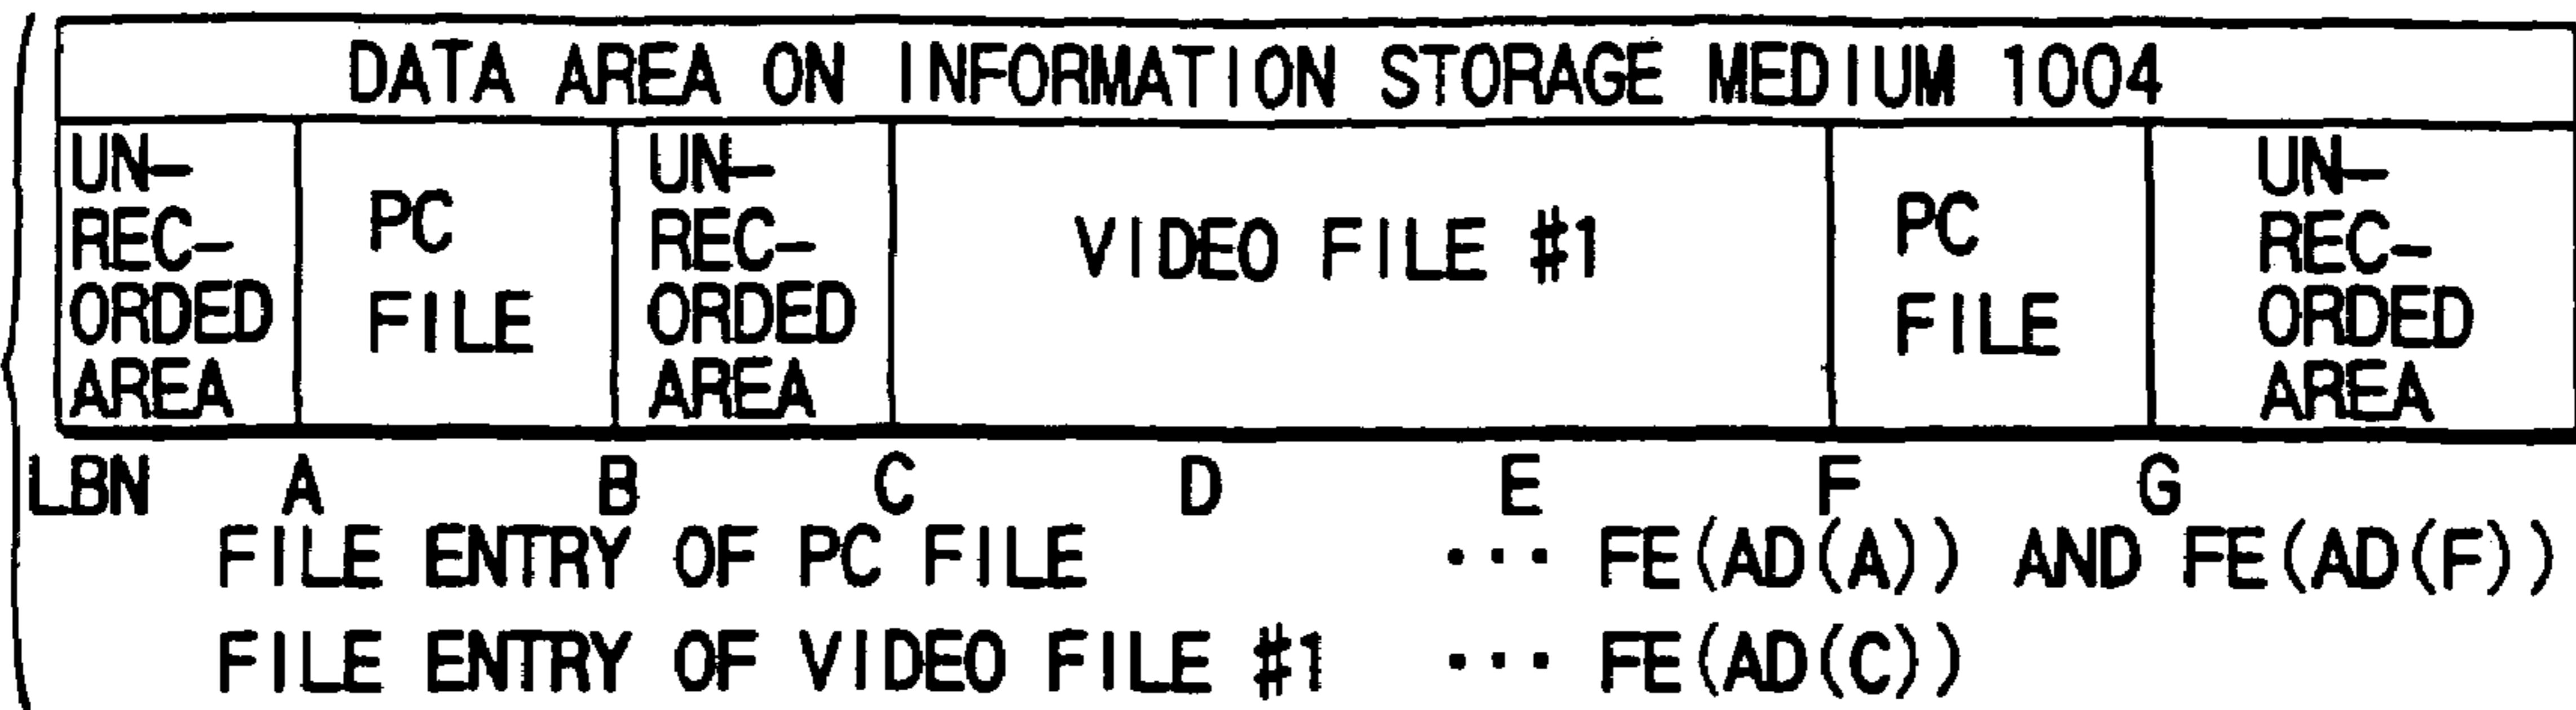 DATA AREA ON INFORMATION STORAGE MEDIUM 1004
UN-
REC-
ORDED
AREA
PC
FILE
UN-
REC-
ORDED
AREA
VIDEO FILE #1
PC
FILE
UN-
REC-
ORDED
AREA
LBN A B C D E F G
FILE ENTRY OF PC FILE ••• FE(AD(A)) AND FE(AD(F))
FILE ENTRY OF VIDEO FILE #1 ••• FE(AD(C))